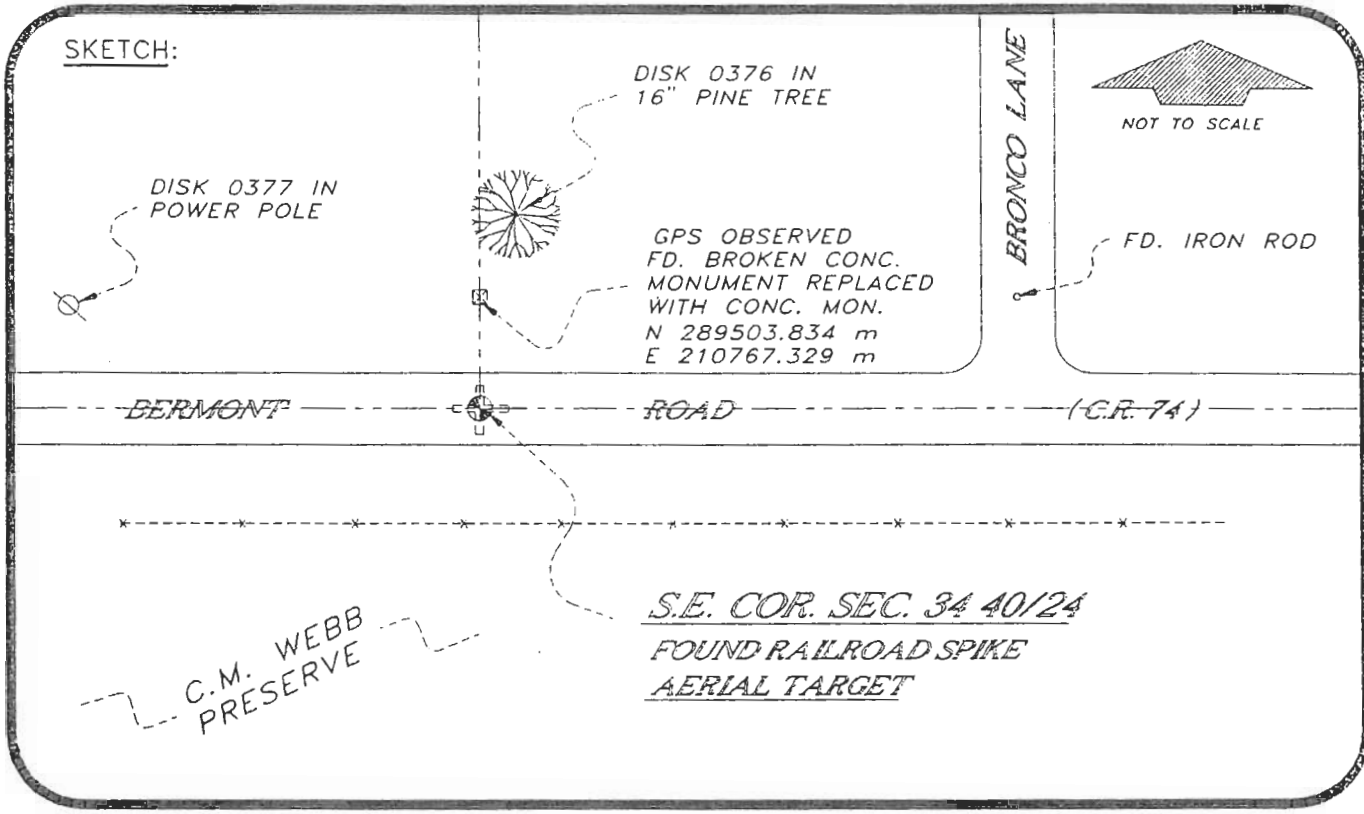 SKETCH:
DISK 0376 IN
16" PINE TREE
BRONCO LANE
NOT TO SCALE
DISK 0377 IN
POWER POLE
GPS OBSERVED
FD. BROKEN CONC.
MONUMENT REPLACED
WITH CONC. MON.
N 289503.834 m
E 210767.329 m
FD. IRON ROD
BERMONT ROAD (C.R. 74)
S.E. COR. SEC. 34 40/24
FOUND RAILROAD SPIKE
AERIAL TARGET
C.M. WEBB
PRESERVE